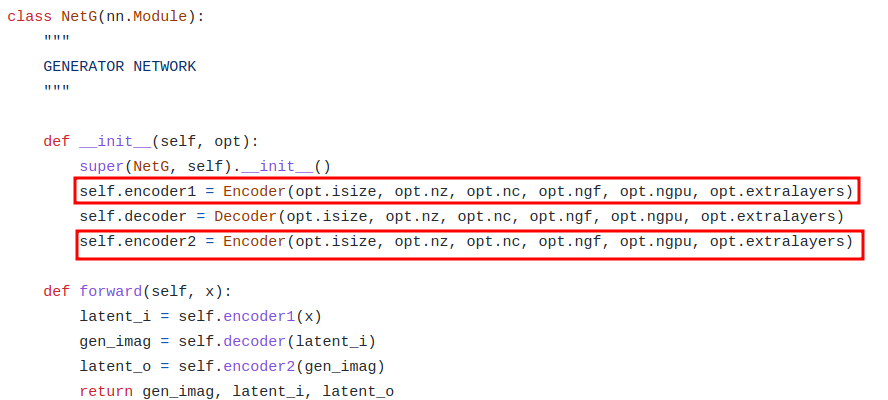 class NetG(nn.Module):
    """
    GENERATOR NETWORK
    """
    def __init__(self, opt):
        super(NetG, self).__init__()
        self.encoder1 = Encoder(opt.isize, opt.nz, opt.nc, opt.ngf, opt.ngpu, opt.extralayers)
        self.decoder = Decoder(opt.isize, opt.nz, opt.nc, opt.ngf, opt.ngpu, opt.extralayers)
        self.encoder2 = Encoder(opt.isize, opt.nz, opt.nc, opt.ngf, opt.ngpu, opt.extralayers)
    def forward(self, x):
        latent_i = self.encoder1(x)
        gen_imag = self.decoder(latent_i)
        latent_o = self.encoder2(gen_imag)
        return gen_imag, latent_i, latent_o